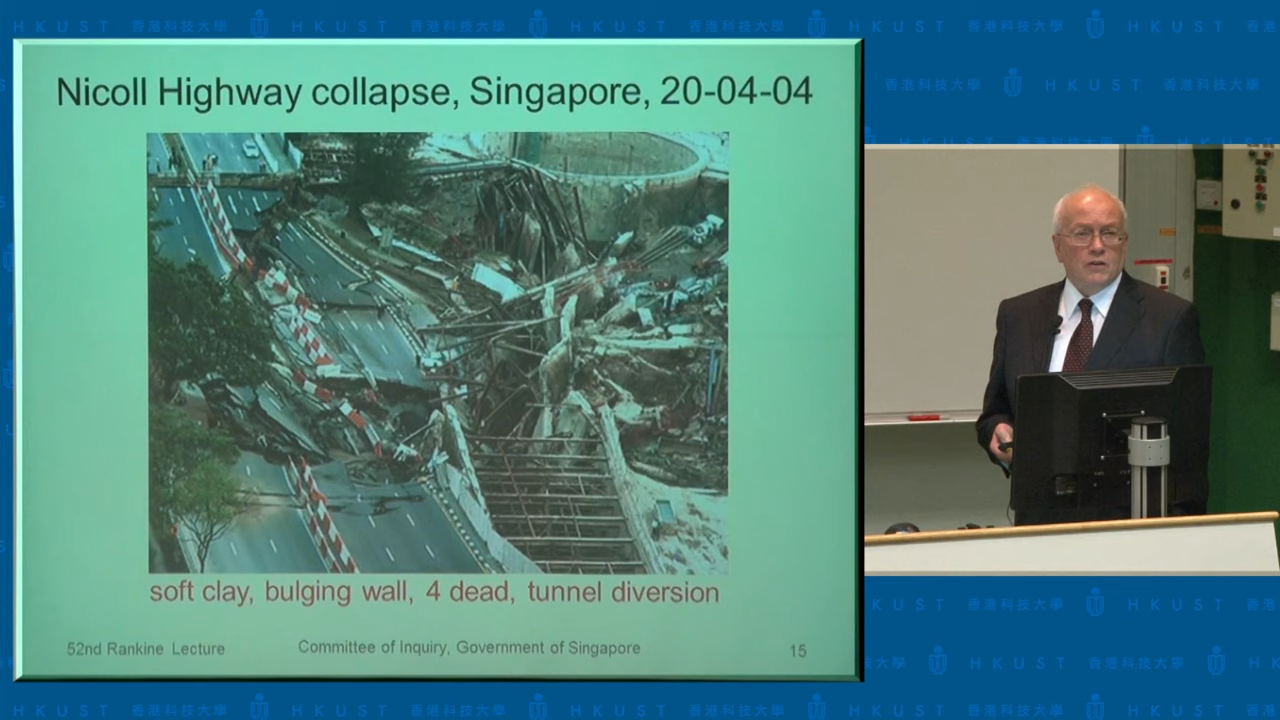 Nicoll Highway collapse, Singapore, 20-04-04
soft clay, bulging wall, 4 dead, tunnel diversion
52nd Rankine Lecture
Committee of Inquiry, Government of Singapore
15
HKUST 香港科技大學